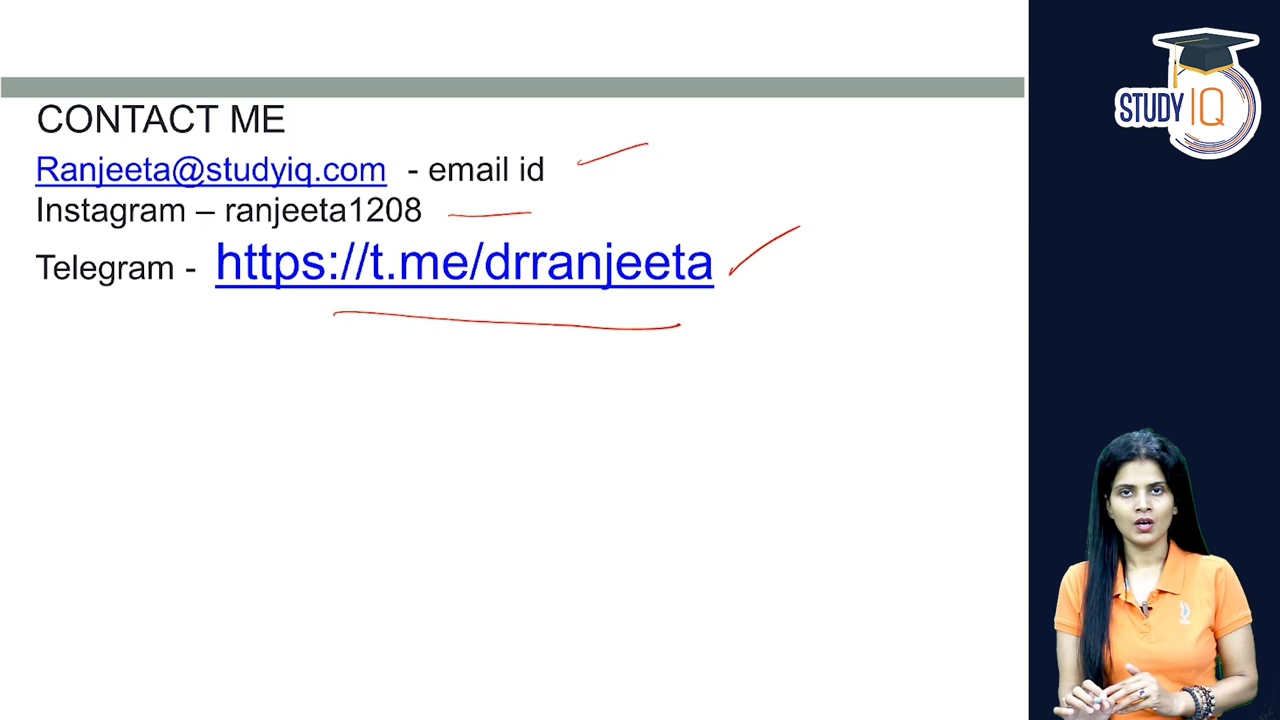 CONTACT ME
Ranjeeta@studyiq.com - email id
Instagram – ranjeeta1208
Telegram - https://t.me/drranjeeta
STUDY IQ